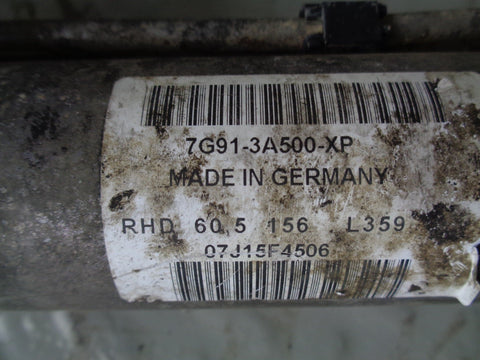 7G91-3A500-XP
MADE IN GERMANY
RHD 60,5 156 L359
07J15F4506